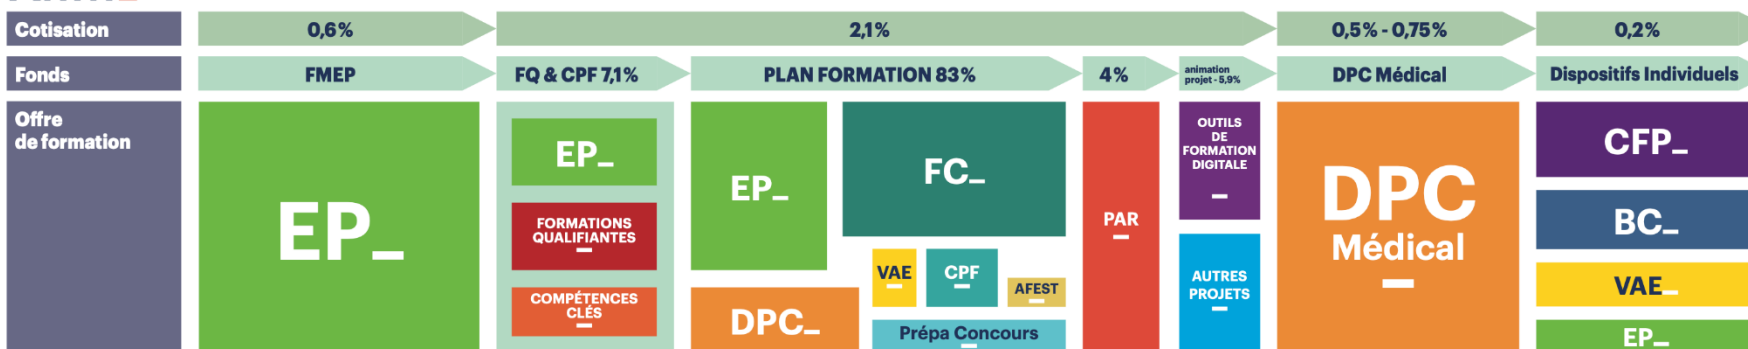 Cotisation
0,6%
2,1%
0,5% - 0,75%
0,2%
Fonds
FMEP
FQ & CPF 7,1%
PLAN FORMATION 83%
4%
animation
projet - 5,9%
DPC Médical
Dispositifs Individuels
Offre
de formation
EP_
EP_
FORMATIONS
QUALIFIANTES
COMPÉTENCES
CLÉS
EP_
FC_
VAE
CPF
AFEST
DPC_
Prépa Concours
PAR
OUTILS
DE
FORMATION
DIGITALE
AUTRES
PROJETS
DPC
Médical
CFP_
BC_
VAE_
EP_